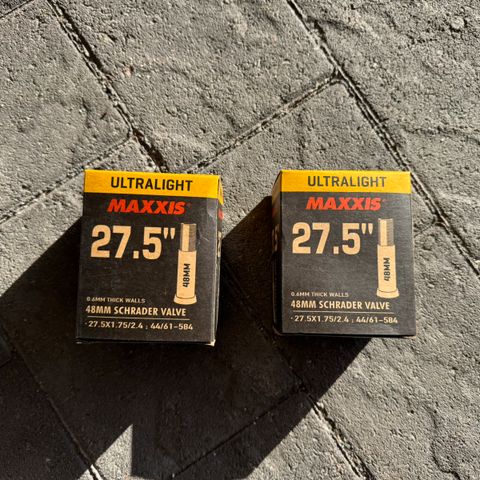 ULTRALIGHT
MAXXIS
27.5"
48MM
0.6MM THICK WALLS
48MM SCHRADER VALVE
· 27.5X1.75/2.4 ; 44/61-584
ULTRALIGHT
MAXXIS
27.5"
48MM
0.6MM THICK WALLS
48MM SCHRADER VALVE
· 27.5X1.75/2.4 ; 44/61-584